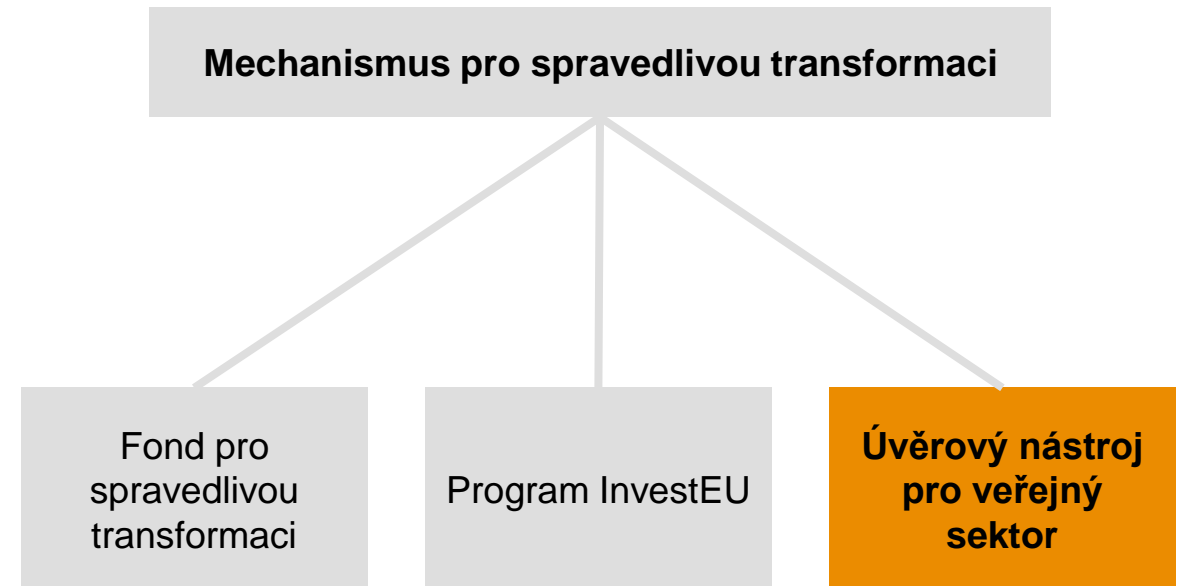 Mechanismus pro spravedlivou transformaci
Fond pro
spravedlivou
transformaci
Program InvestEU
Úvěrový nástroj
pro veřejný
sektor